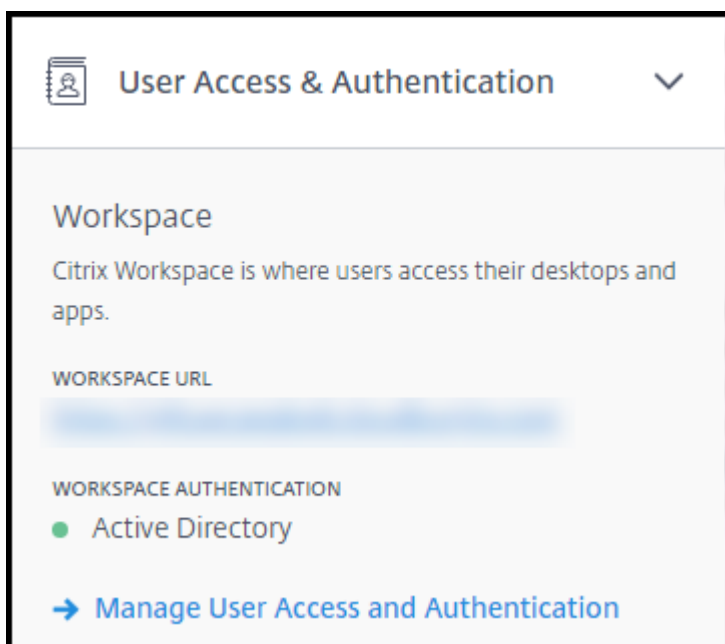 User Access & Authentication
Workspace
Citrix Workspace is where users access their desktops and
apps.
WORKSPACE URL
WORKSPACE AUTHENTICATION
Active Directory
Manage User Access and Authentication